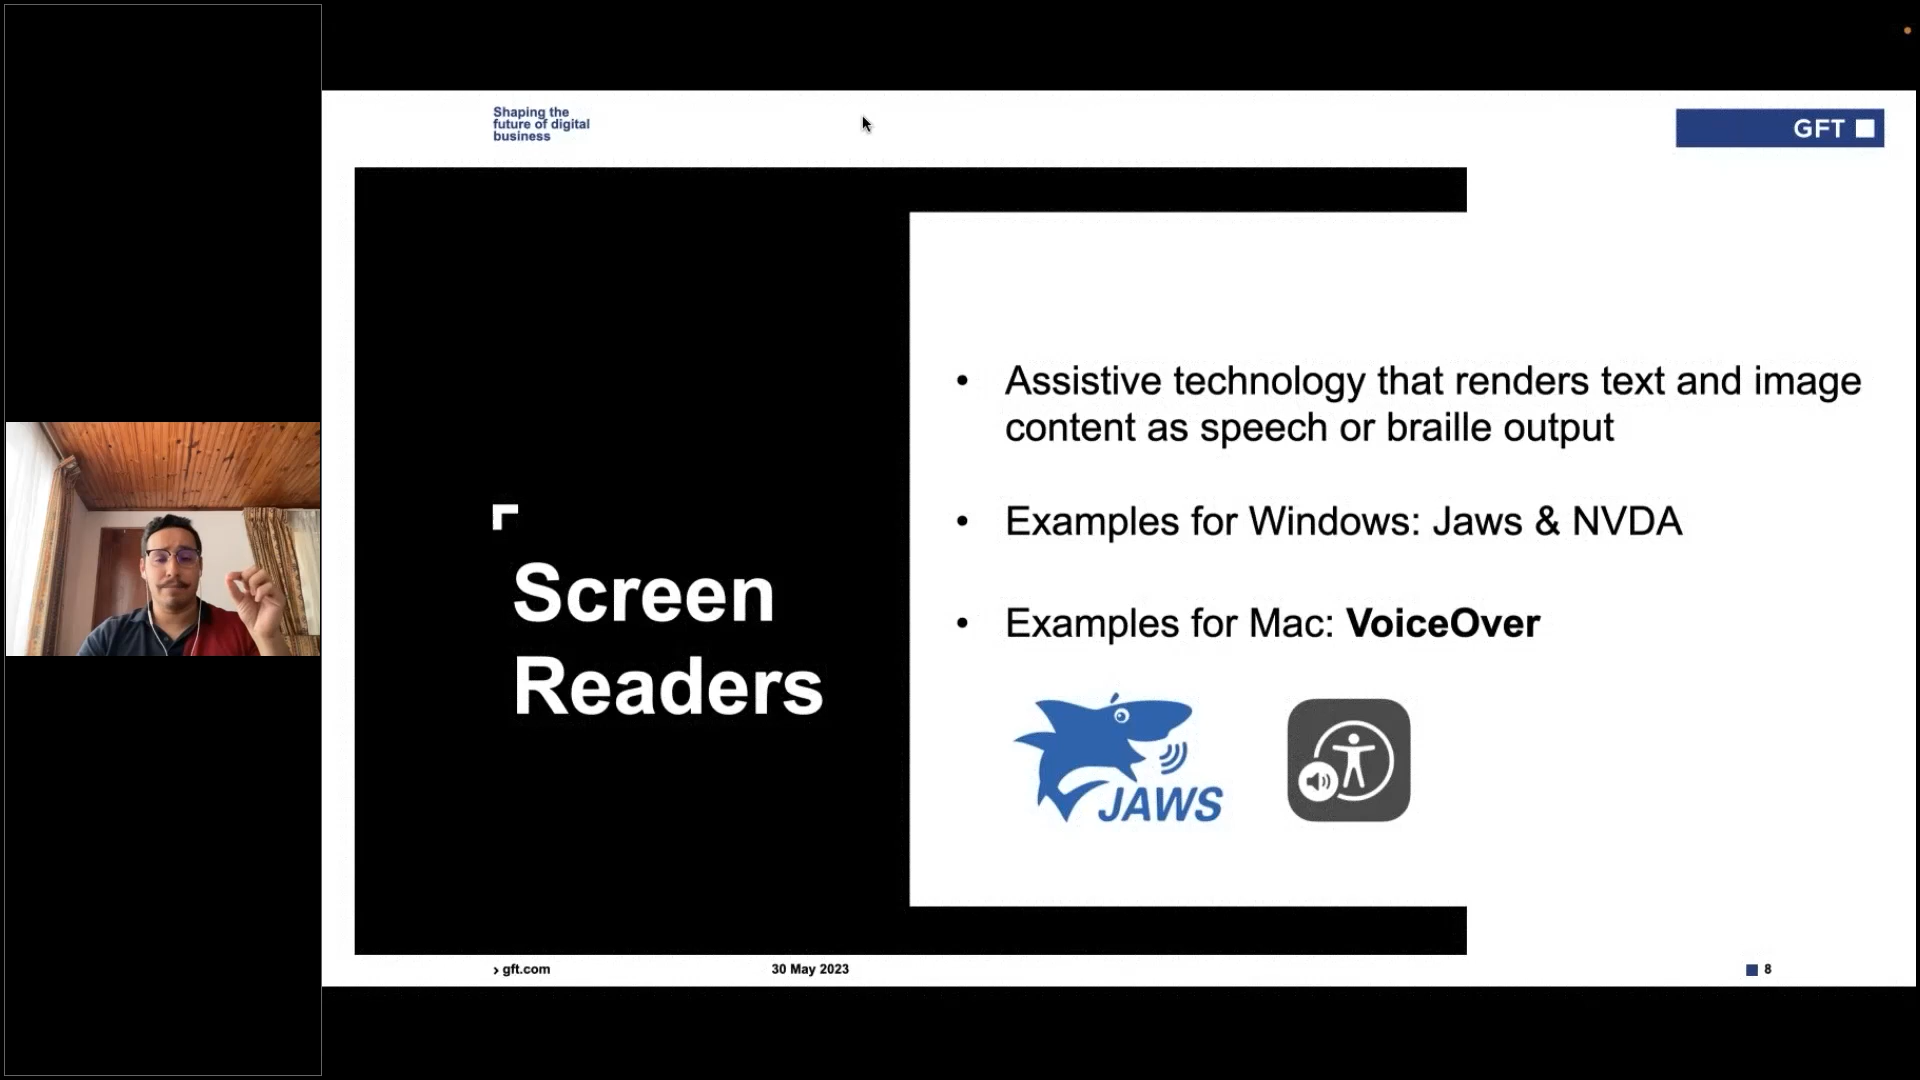 Shaping the
future of digital
business
GFT
Screen
Readers
• Assistive technology that renders text and image
content as speech or braille output
• Examples for Windows: Jaws & NVDA
• Examples for Mac: VoiceOver
JAWS
› gft.com
30 May 2023
8